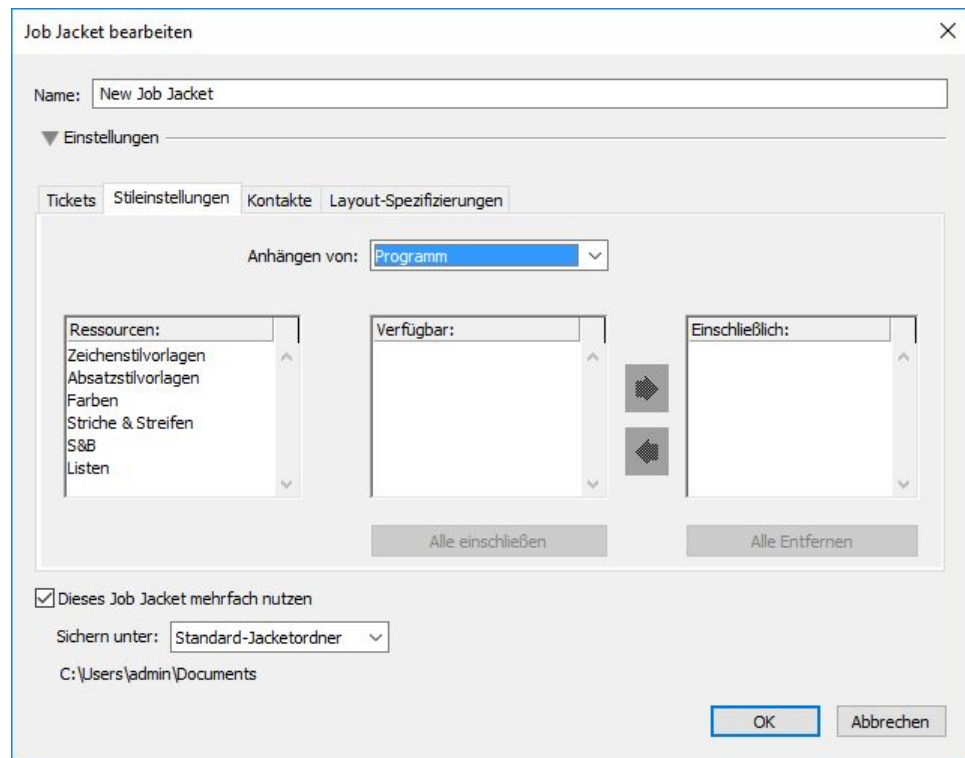 Job Jacket bearbeiten
Name: New Job Jacket
Einstellungen
Tickets Stileinstellungen Kontakte Layout-Spezifizierungen
Anhängen von: Programm
Ressourcen: Verfügbar: Einschließlich:
Zeichenstilvorlagen
Absatzstilvorlagen
Farben
Striche & Streifen
S&B
Listen
Alle einschließen Alle Entfernen
Dieses Job Jacket mehrfach nutzen
Sichern unter: Standard-Jacketordner
C:\Users\admin\Documents
OK Abbrechen